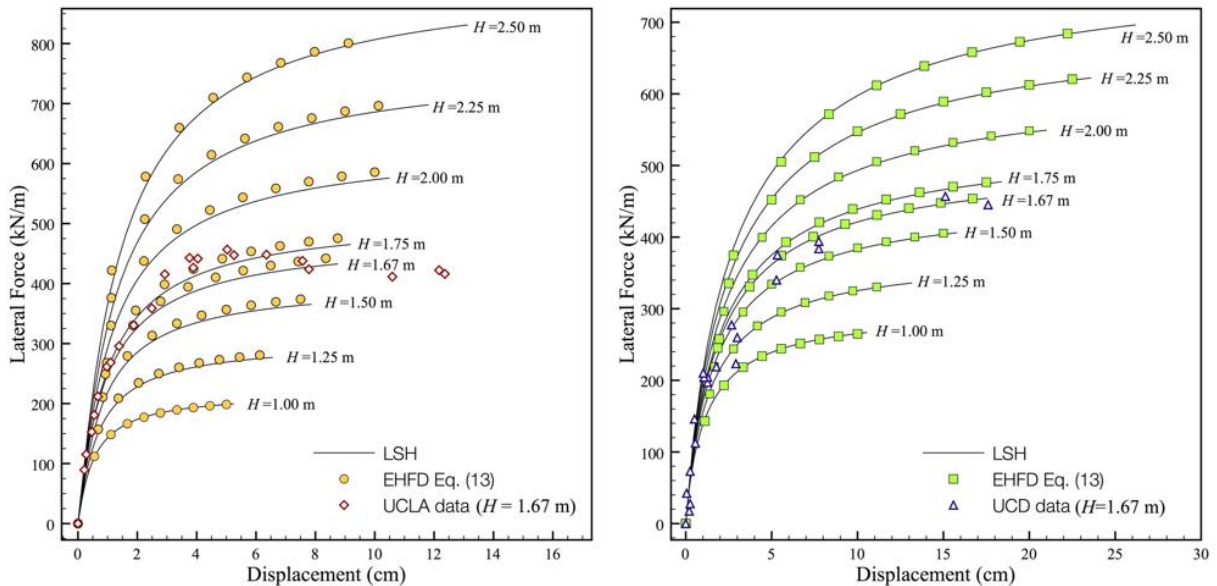 800
700
600
500
400
300
200
100
0
Lateral Force (kN/m)
H =2.50 m
H =2.25 m
H =2.00 m
H =1.75 m
H =1.67 m
H =1.50 m
H =1.25 m
H =1.00 m
LSH
EHFD Eq. (13)
UCLA data (H = 1.67 m)
0 2 4 6 8 10 12 14 16
Displacement (cm)
700
600
500
400
300
200
100
0
Lateral Force (kN/m)
H =2.50 m
H =2.25 m
H =2.00 m
H =1.75 m
H =1.67 m
H =1.50 m
H =1.25 m
H =1.00 m
LSH
EHFD Eq. (13)
UCD data (H=1.67 m)
0 5 10 15 20 25 30
Displacement (cm)